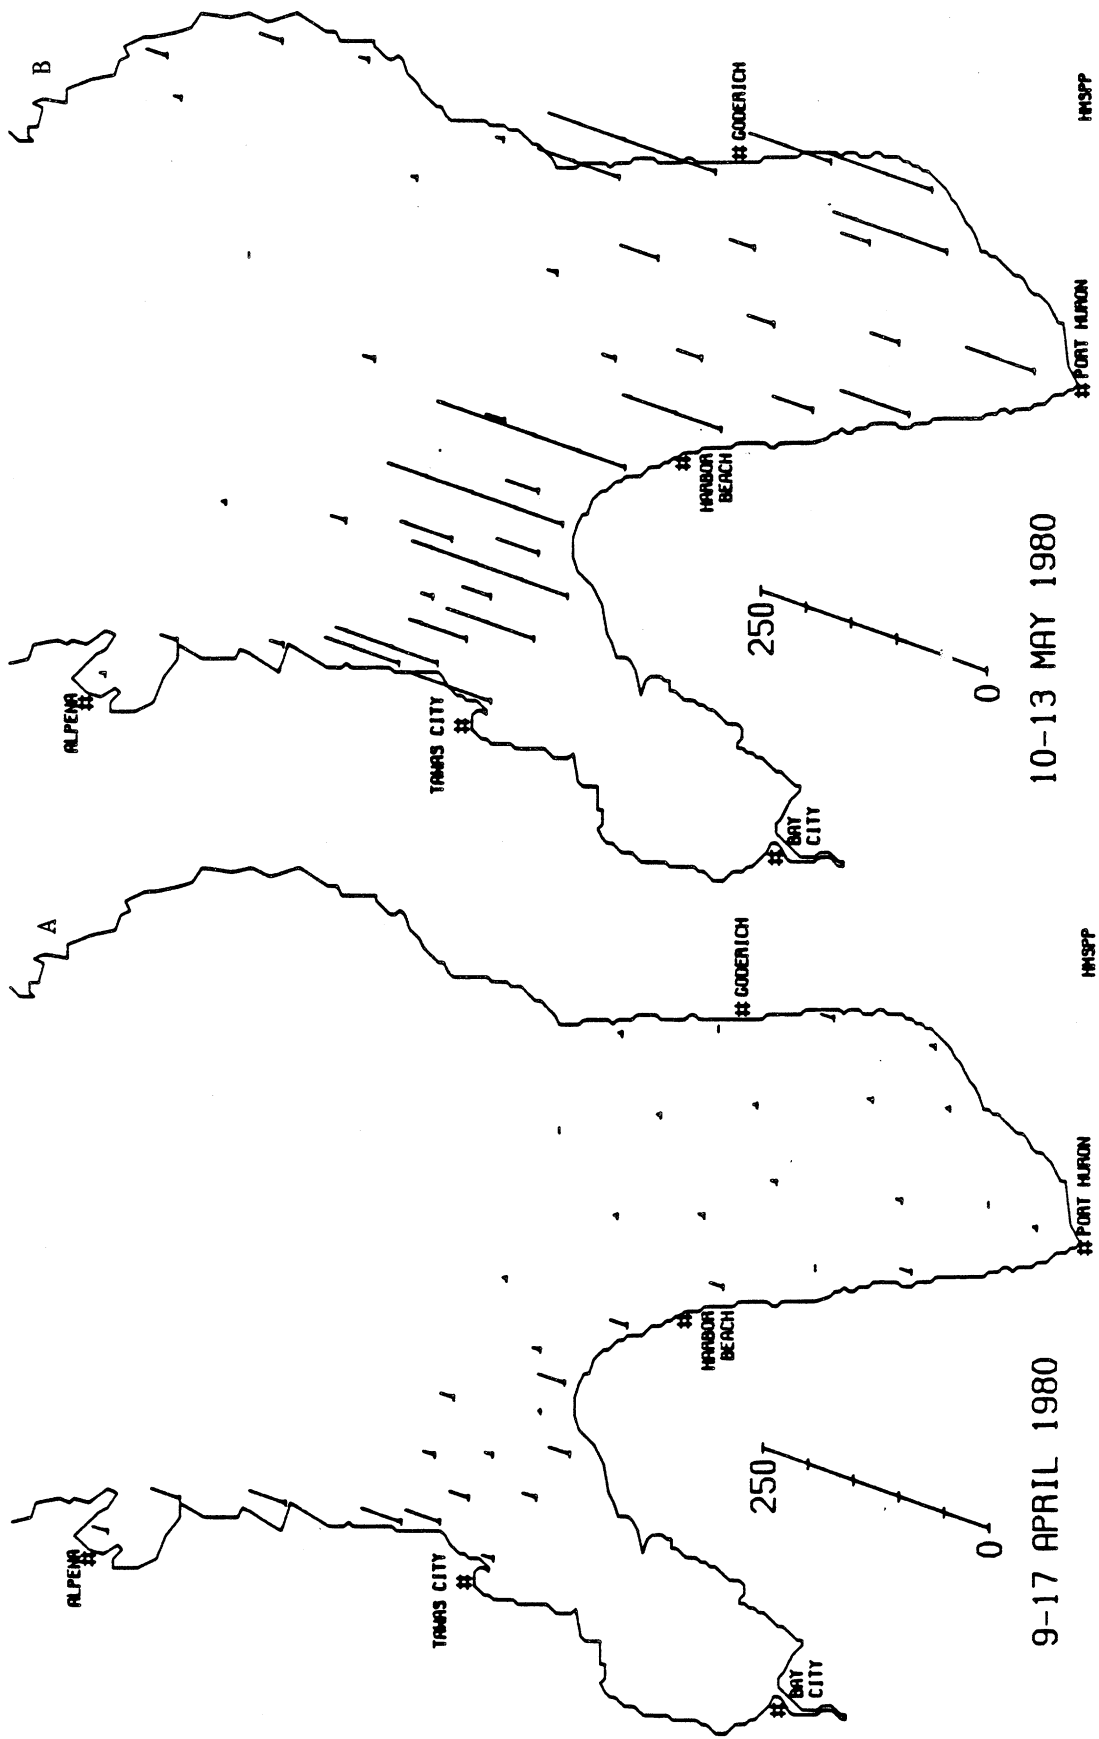 B
ALPENA
#
TAWAS CITY
#
# GODERICH
HARBOR
BEACH
#
# BAY
CITY
# PORT HURON
250
0
10-13 MAY 1980
HMSPP
A
ALPENA
#
TAWAS CITY
#
# GODERICH
HARBOR
BEACH
#
# BAY
CITY
# PORT HURON
250
0
9-17 APRIL 1980
HMSPP